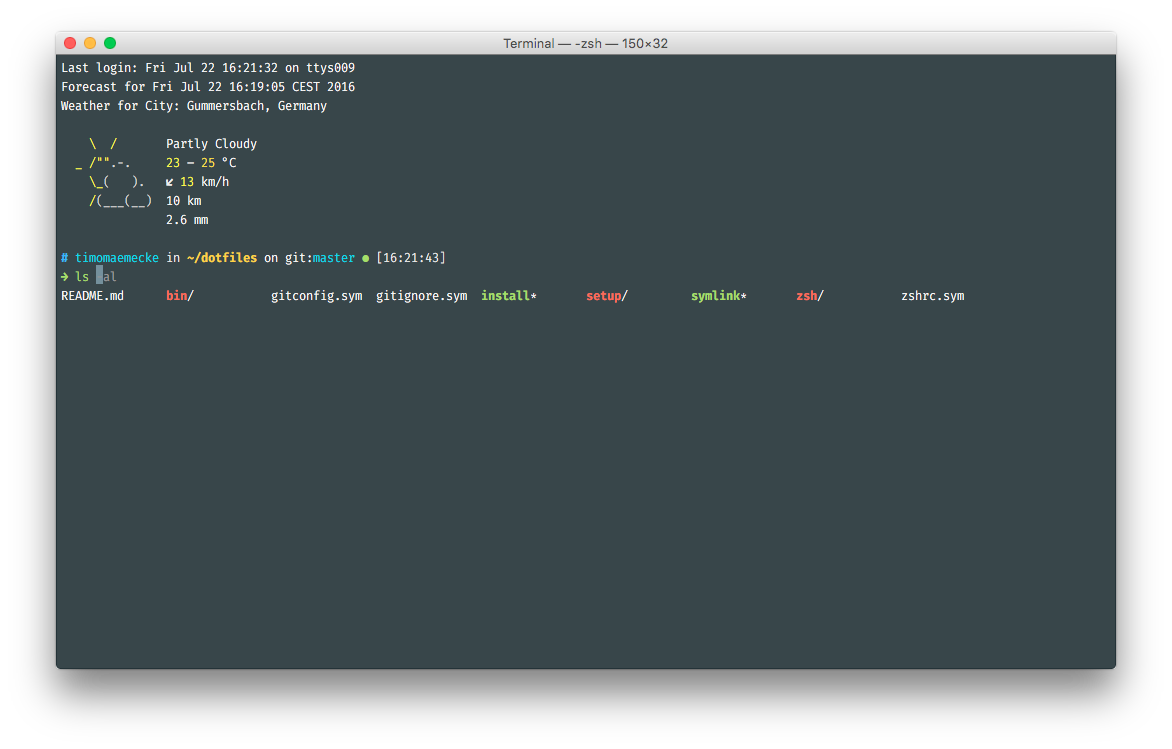 Terminal — -zsh — 150×32
Last login: Fri Jul 22 16:21:32 on ttys009
Forecast for Fri Jul 22 16:19:05 CEST 2016
Weather for City: Gummersbach, Germany
\  /       Partly Cloudy
_ /"".-.     23 – 25 °C
\_(   ).   ↙ 13 km/h
/(___(__)  10 km
2.6 mm
# timomaemecke in ~/dotfiles on git:master ● [16:21:43]
➜ ls al
README.md bin/ gitconfig.sym gitignore.sym install* setup/ symlink* zsh/ zshrc.sym